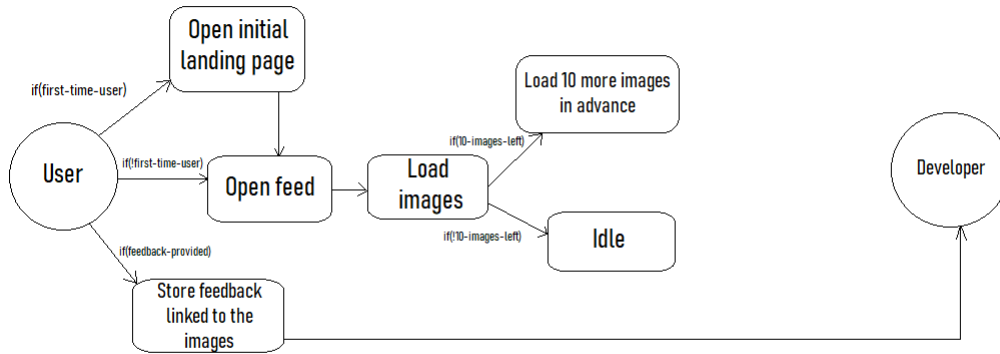 Open initial
landing page
if(first-time-user)
Load 10 more images
in advance
if(10-images-left)
User
if(!first-time-user)
Open feed
Load
images
Developer
if(!10-images-left)
Idle
if(feedback-provided)
Store feedback
linked to the
images